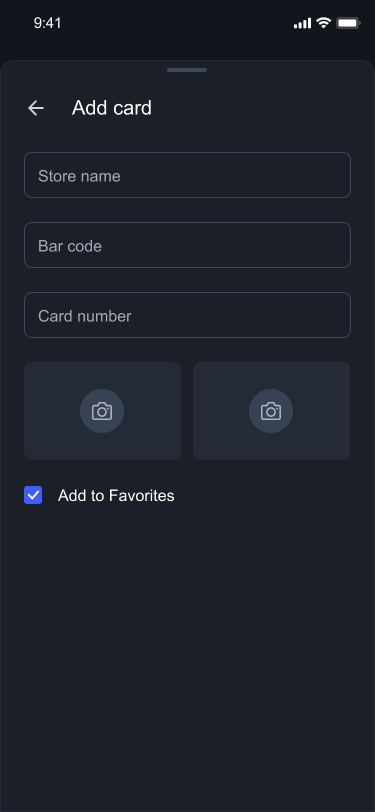 9:41
Add card
Store name
Bar code
Card number
Add to Favorites